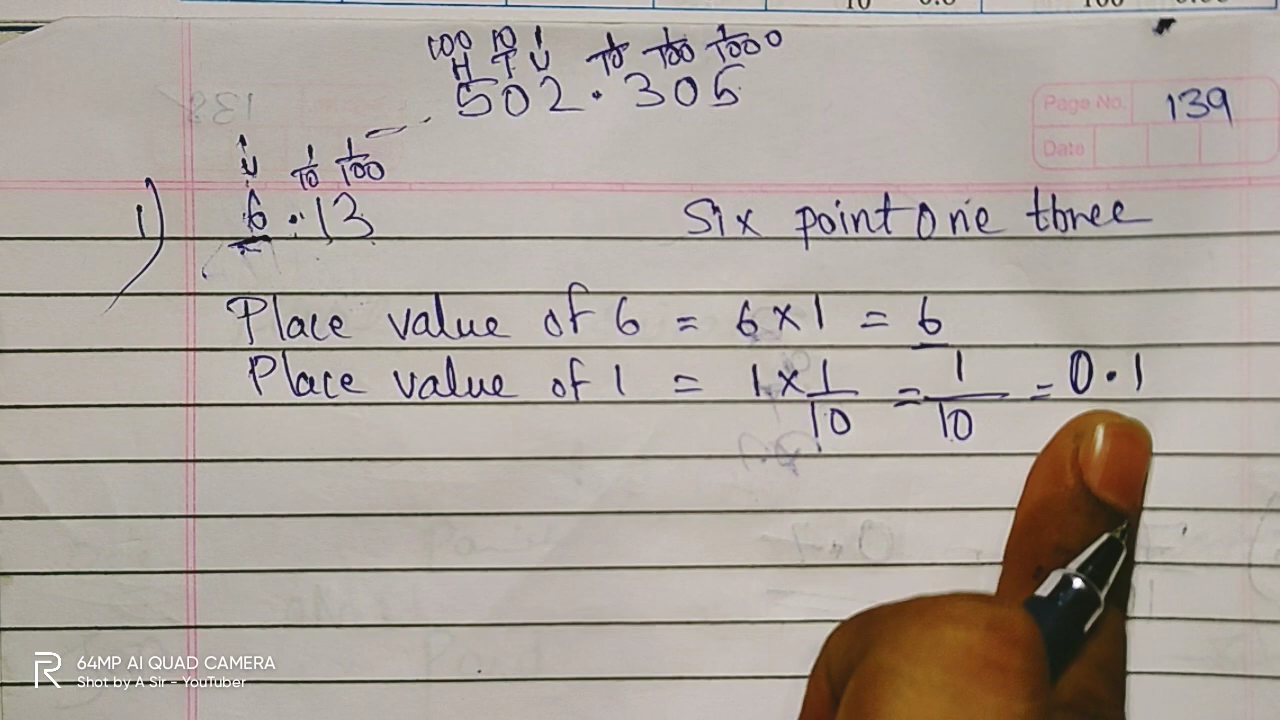 100 10 1 1/10 1/100 1/1000
H T U
502.305
Page No. 139
Date
1 U 1/10 1/100
1) 6.13 Six point one three
Place value of 6 = 6 × 1 = 6
Place value of 1 = 1 × 1/10 = 1/10 = 0.1
64MP AI QUAD CAMERA
Shot by A Sir - YouTuber